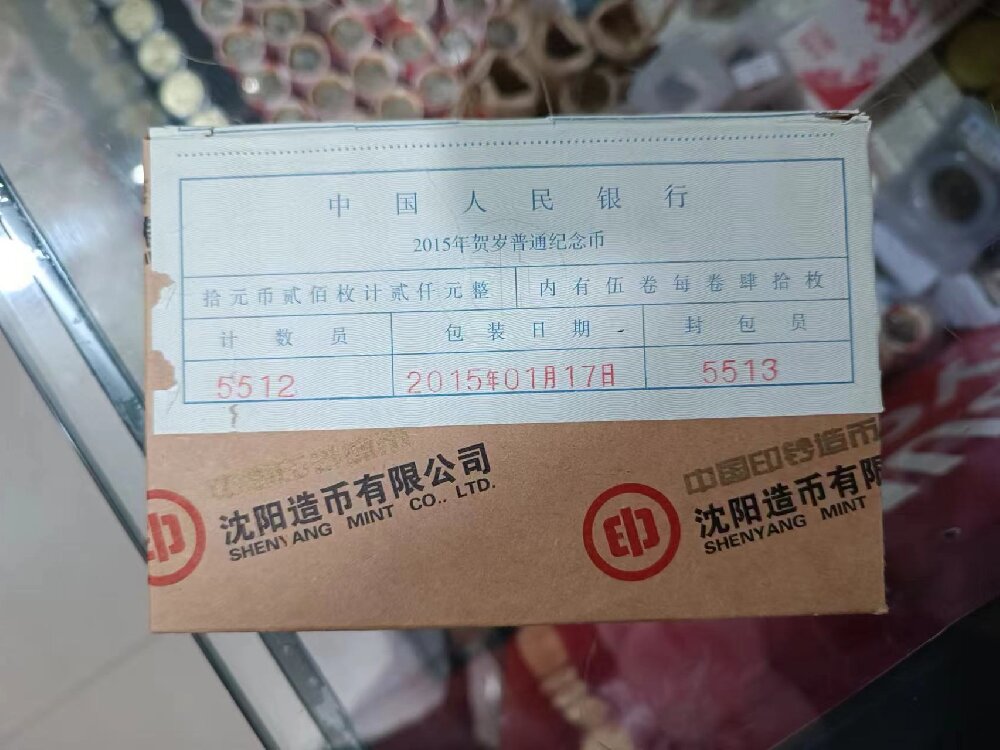 中国人民银行
2015年贺岁普通纪念币
拾元币贰佰枚计贰仟元整 内有伍卷每卷肆拾枚
计数员 包装日期 封包员
5512 2015年01月17日 5513
沈阳造币有限公司
SHENYANG MINT CO., LTD.
中国印钞造币
沈阳造币有限
SHENYANG MINT